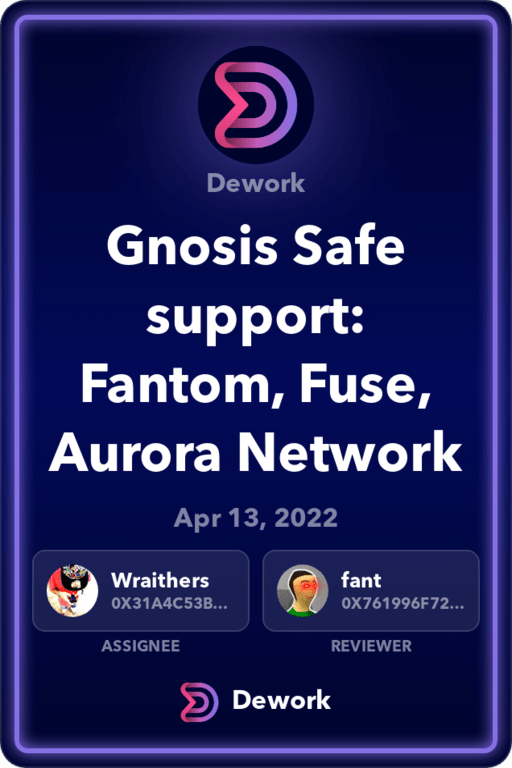 Dework
Gnosis Safe
support:
Fantom, Fuse,
Aurora Network
Apr 13, 2022
Wraithers
0X31A4C53B...
fant
0X761996F72...
ASSIGNEE
REVIEWER
Dework